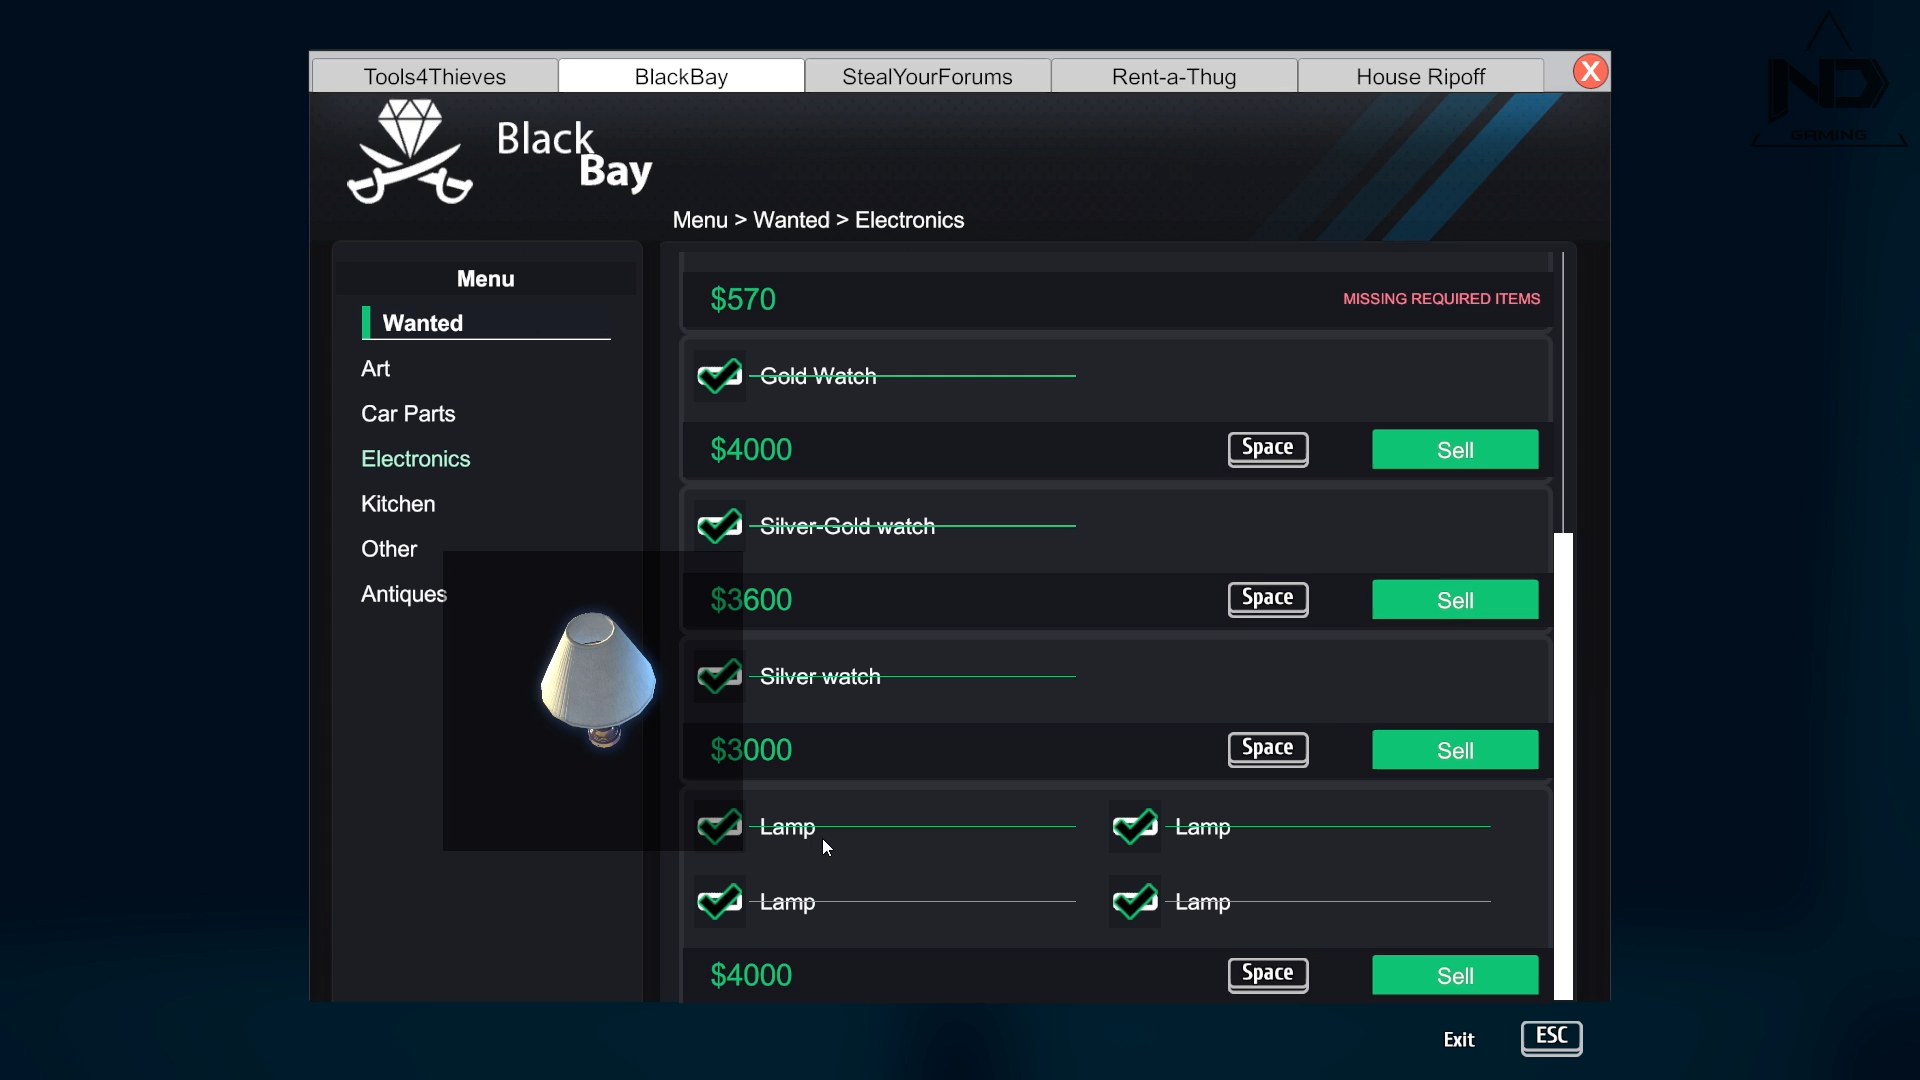 Tools4Thieves BlackBay StealYourForums Rent-a-Thug House Ripoff X
ND
GAMING
Black
Bay
Menu > Wanted > Electronics
Menu
Wanted
Art
Car Parts
Electronics
Kitchen
Other
Antiques
$570 MISSING REQUIRED ITEMS
Gold Watch
$4000 Space Sell
Silver-Gold watch
$3600 Space Sell
Silver watch
$3000 Space Sell
Lamp Lamp
Lamp Lamp
$4000 Space Sell
Exit ESC